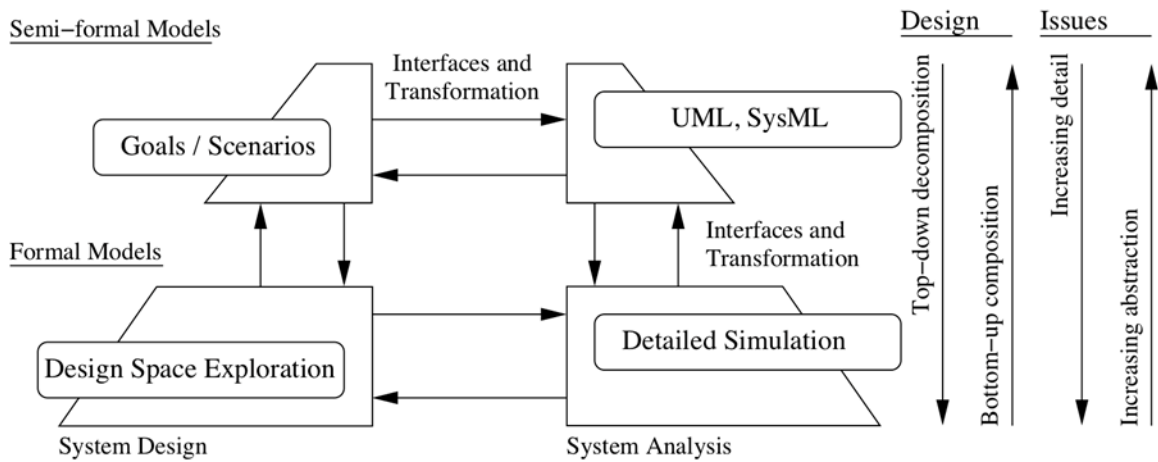 Semi-formal Models
Design
Issues
Interfaces and
Transformation
Goals / Scenarios
UML, SysML
Top-down decomposition
Bottom-up composition
Increasing detail
Increasing abstraction
Formal Models
Interfaces and
Transformation
Design Space Exploration
Detailed Simulation
System Design
System Analysis